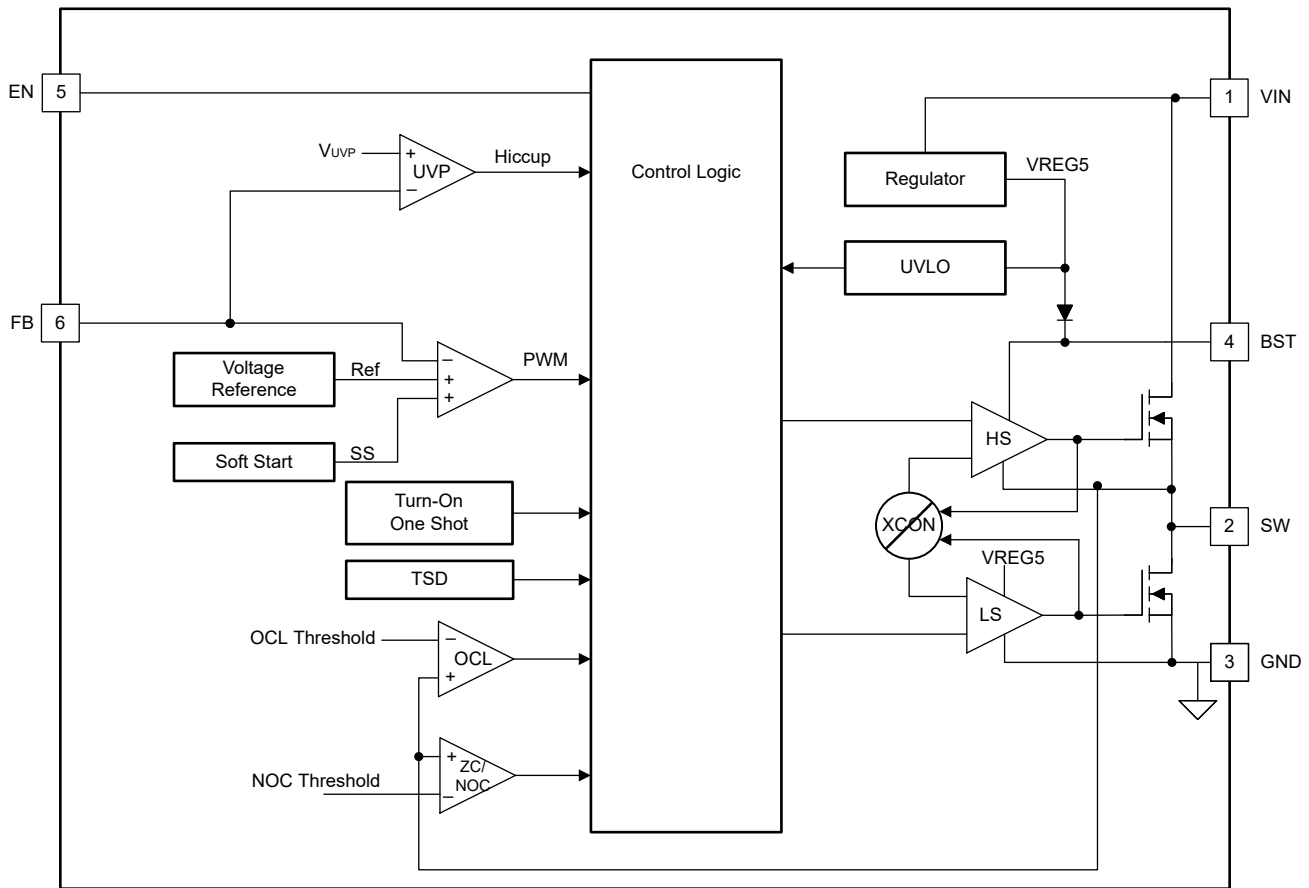 EN
5
1
VIN
VUVP
+
UVP
−
Hiccup
Control Logic
Regulator
VREG5
UVLO
FB
6
4
BST
Voltage
Reference
Ref
−
+
+
PWM
Soft Start
SS
HS
Turn-On
One Shot
XCON
2
SW
TSD
VREG5
LS
OCL Threshold
−
OCL
+
3
GND
NOC Threshold
+
ZC/
NOC
−